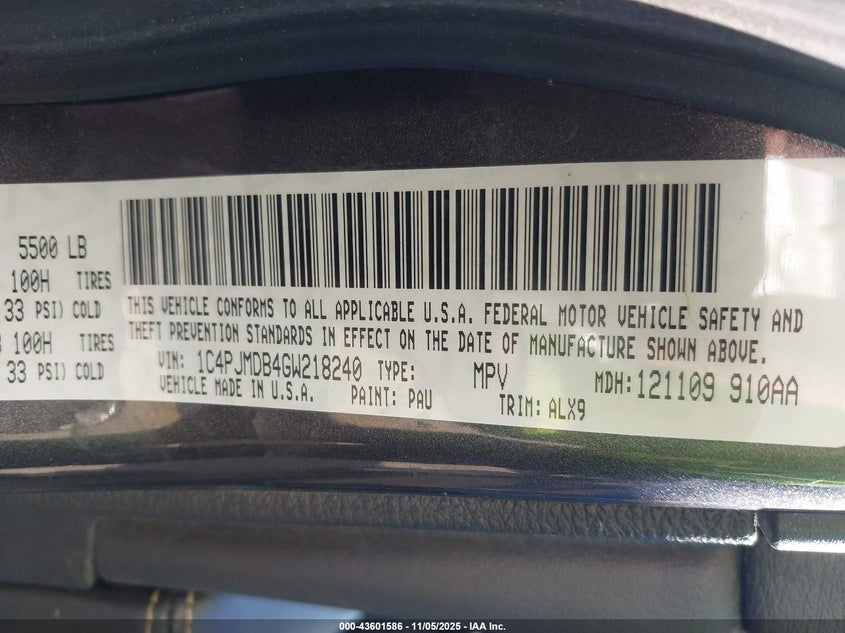 5500 LB
100H TIRES
33 PSI) COLD
100H TIRES
33 PSI) COLD
THIS VEHICLE CONFORMS TO ALL APPLICABLE U.S.A. FEDERAL MOTOR VEHICLE SAFETY AND
THEFT PREVENTION STANDARDS IN EFFECT ON THE DATE OF MANUFACTURE SHOWN ABOVE.
VIN: 1C4PJMDB4GW218240 TYPE: MPV MDH:121109 910AA
VEHICLE MADE IN U.S.A. PAINT: PAU TRIM: ALX9
000-43601586 - 11/05/2025 - IAA Inc.